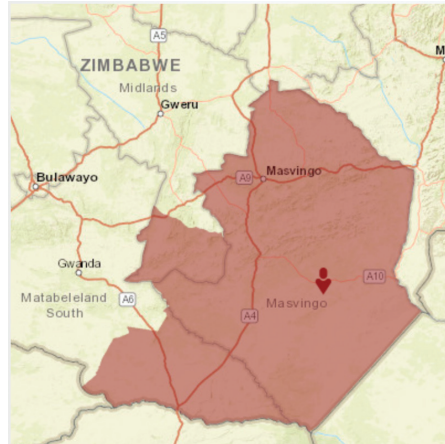 A5
ZIMBABWE
Midlands
Gweru
M
Bulawayo
A9
Masvingo
Gwanda
A10
Matabeleland
South
A6
Masvingo
A4